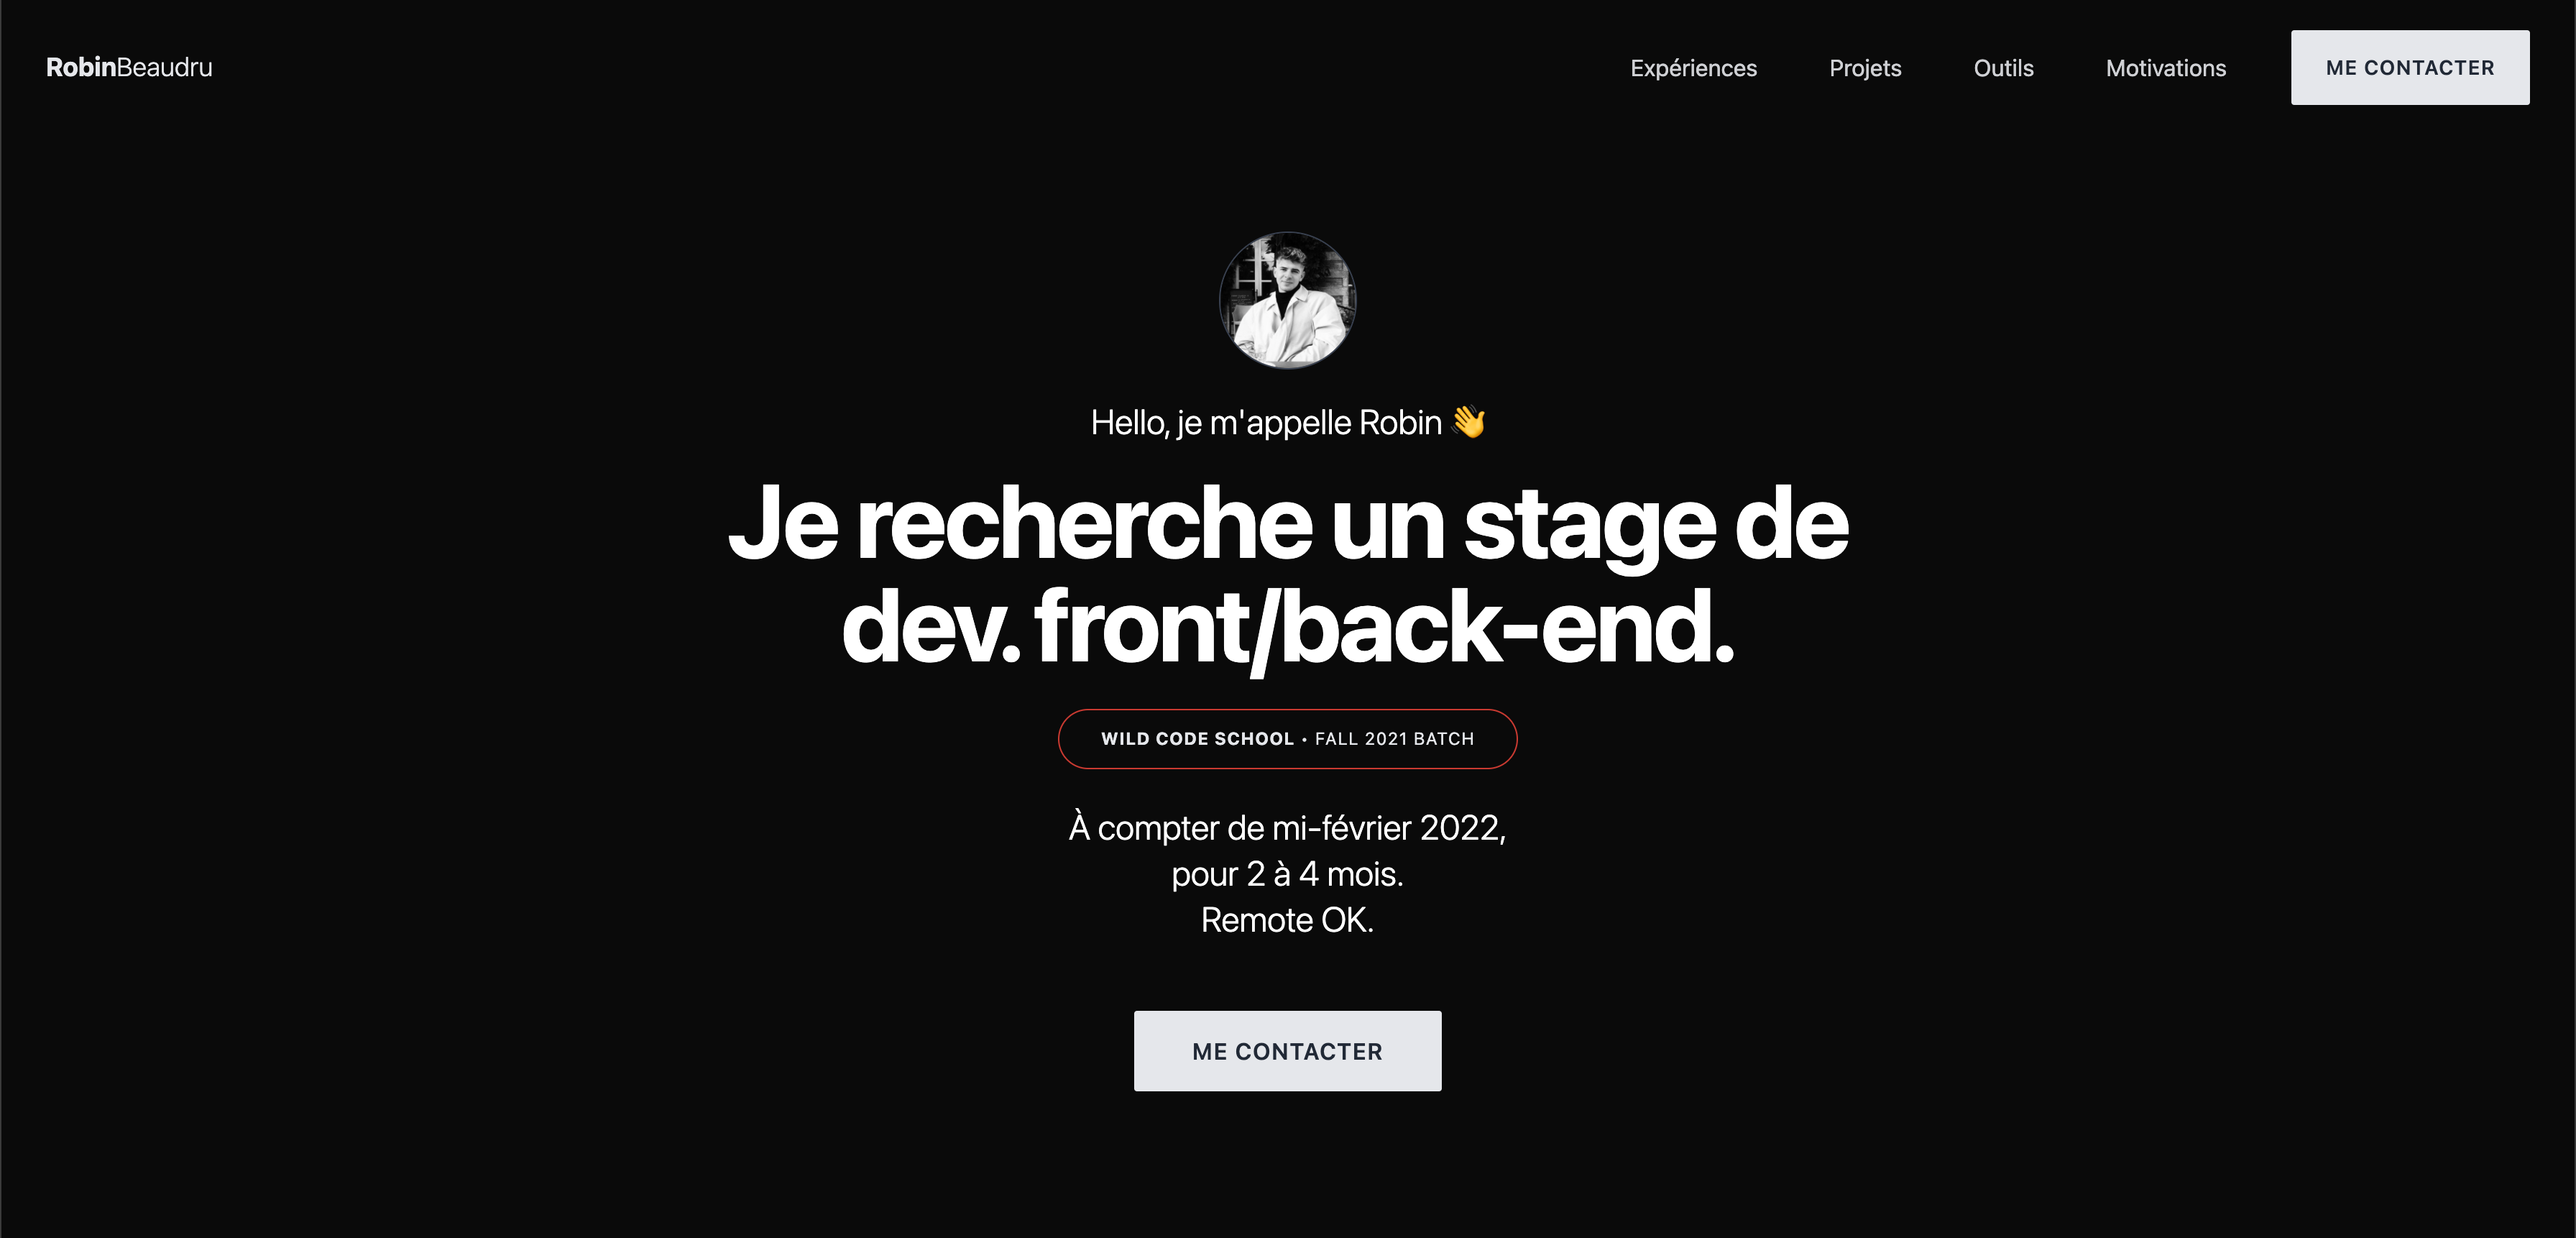 RobinBeaudru
Expériences
Projets
Outils
Motivations
ME CONTACTER
Hello, je m'appelle Robin 👋
Je recherche un stage de
dev. front/back-end.
WILD CODE SCHOOL • FALL 2021 BATCH
À compter de mi-février 2022,
pour 2 à 4 mois.
Remote OK.
ME CONTACTER